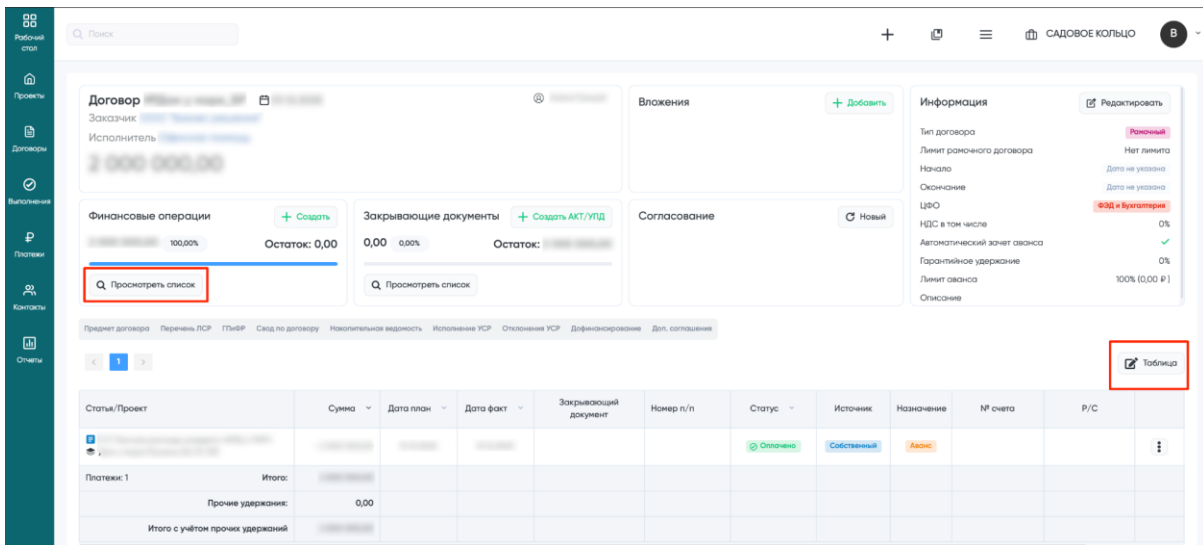 Рабочий стол
Проекты
Договоры
Выполнения
Платежи
Контакты
Отчеты
Поиск
САДОВОЕ КОЛЬЦО
В
Договор
Заказчик
Исполнитель
2 000 000,00
Вложения
+ Добавить
Информация
Редактировать
Тип договора Рамочный
Лимит рамочного договора Нет лимита
Начало Дата не указана
Окончание Дата не указана
ЦФО ФЭД и Бухгалтерия
НДС в том числе 0%
Автоматический зачет аванса
Гарантийное удержание 0%
Лимит аванса 100% (0,00 ₽)
Описание
Финансовые операции
+ Создать
100,00%
Остаток: 0,00
Просмотреть список
Закрывающие документы
+ Создать АКТ/УПД
0,00 0,00%
Остаток:
Просмотреть список
Согласование
Новый
Предмет договора Перечень ЛСР ГПиФР Свод по договору Накопительная ведомость Исполнение УСР Отклонения УСР Дофинансирование Доп. соглашения
< 1 >
Таблица
Статья/Проект Сумма Дата план Дата факт Закрывающий документ Номер п/п Статус Источник Назначение № счета Р/С
Оплачено Собственный Аванс
Платежи: 1 Итого:
Прочие удержания: 0,00
Итого с учётом прочих удержаний